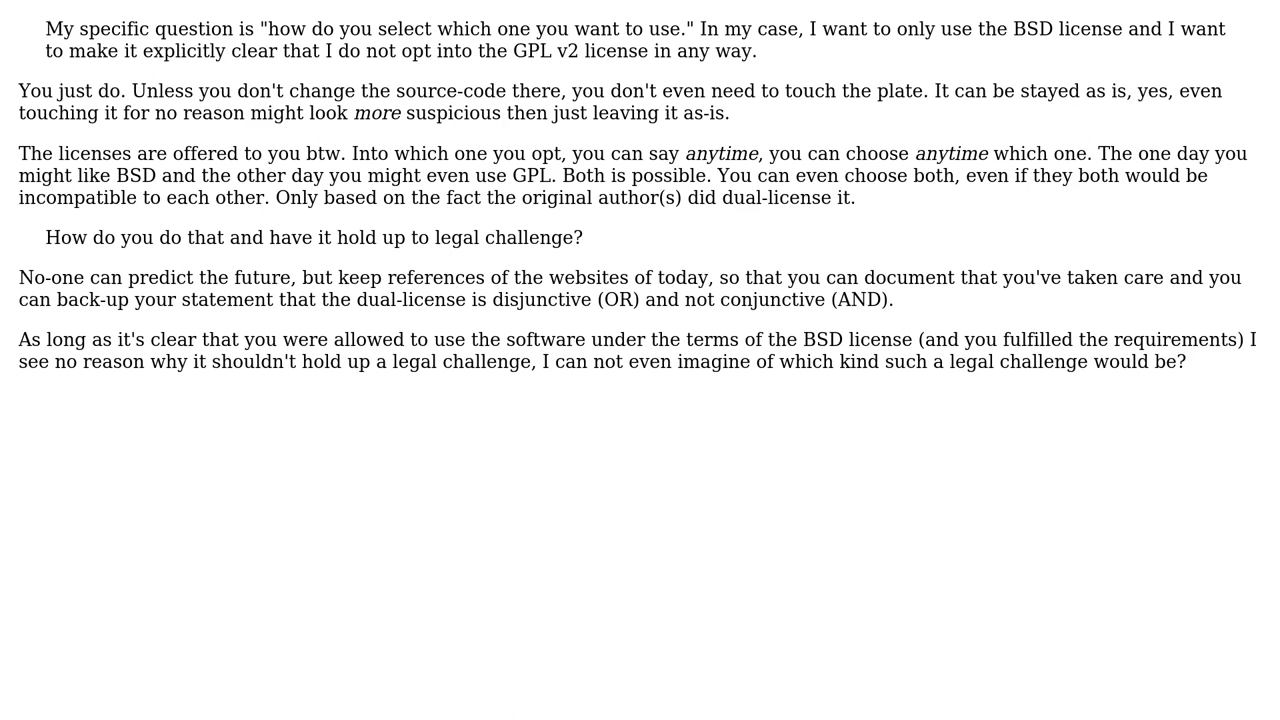 My specific question is "how do you select which one you want to use." In my case, I want to only use the BSD license and I want
to make it explicitly clear that I do not opt into the GPL v2 license in any way.
You just do. Unless you don't change the source-code there, you don't even need to touch the plate. It can be stayed as is, yes, even
touching it for no reason might look more suspicious then just leaving it as-is.
The licenses are offered to you btw. Into which one you opt, you can say anytime, you can choose anytime which one. The one day you
might like BSD and the other day you might even use GPL. Both is possible. You can even choose both, even if they both would be
incompatible to each other. Only based on the fact the original author(s) did dual-license it.
How do you do that and have it hold up to legal challenge?
No-one can predict the future, but keep references of the websites of today, so that you can document that you've taken care and you
can back-up your statement that the dual-license is disjunctive (OR) and not conjunctive (AND).
As long as it's clear that you were allowed to use the software under the terms of the BSD license (and you fulfilled the requirements) I
see no reason why it shouldn't hold up a legal challenge, I can not even imagine of which kind such a legal challenge would be?